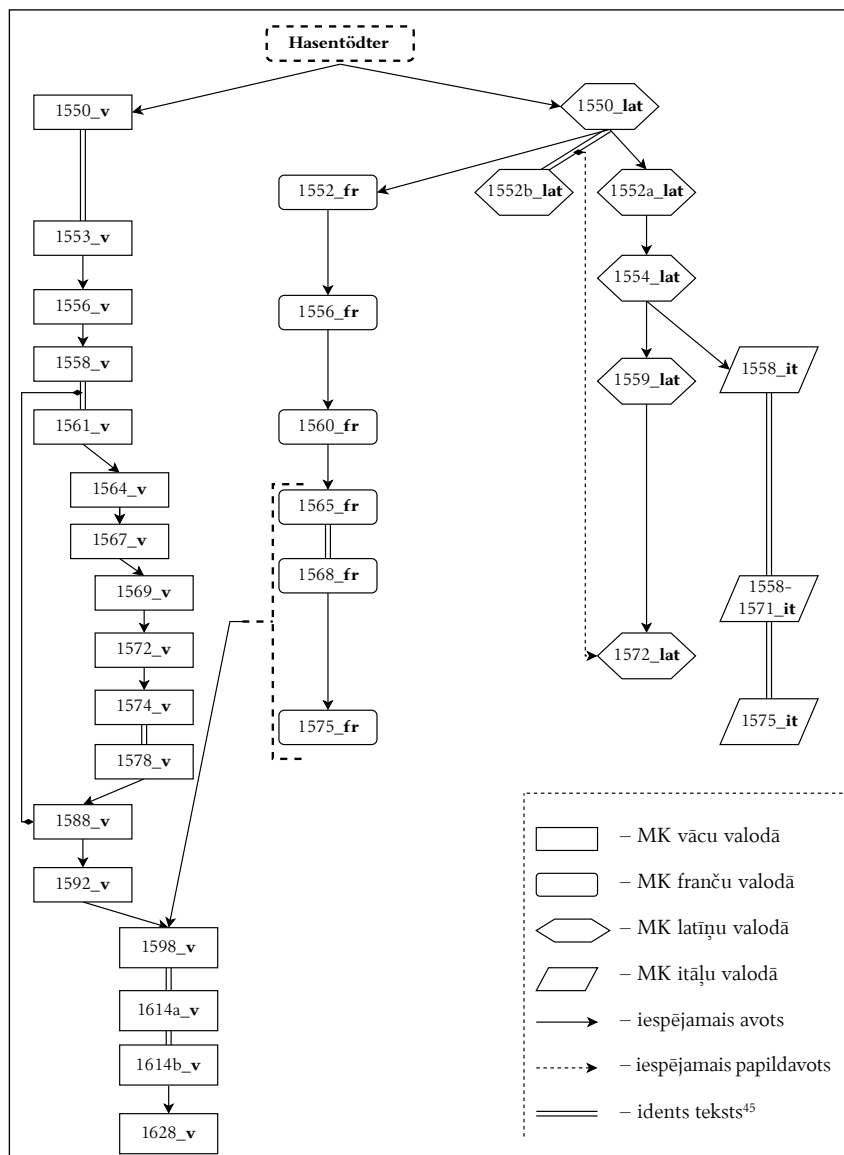 Hasentödter
1550_v
1550_lat
1552_fr
1552b_lat
1552a_lat
1553_v
1554_lat
1556_v
1556_fr
1558_v
1559_lat
1558_it
1561_v
1560_fr
1564_v
1565_fr
1567_v
1568_fr
1569_v
1558–
1571_it
1572_v
1572_lat
1574_v
1575_fr
1575_it
1578_v
1588_v
1592_v
1598_v
1614a_v
1614b_v
1628_v
– MK vācu valodā
– MK franču valodā
– MK latīņu valodā
– MK itāļu valodā
– iespējamais avots
– iespējamais papildavots
– idents teksts⁴⁵